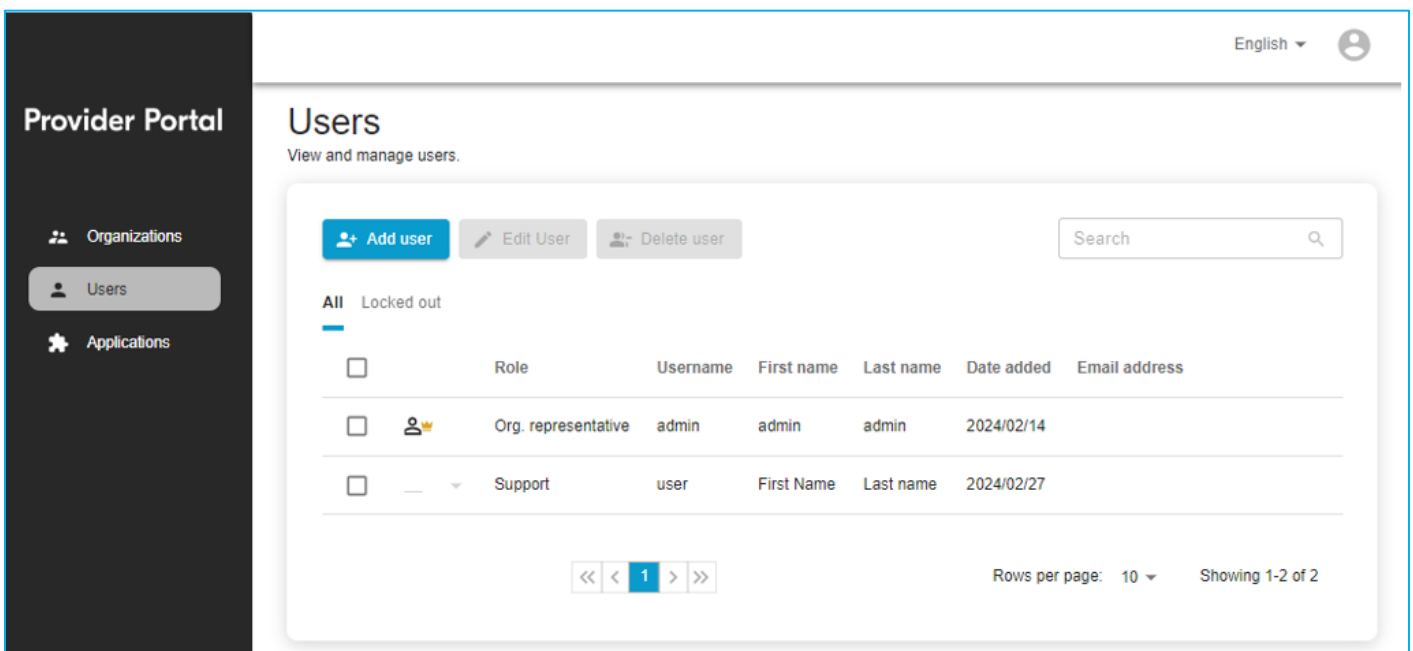 English
Provider Portal
Organizations
Users
Applications
Users
View and manage users.
Add user Edit User Delete user Search
All Locked out
Role Username First name Last name Date added Email address
Org. representative admin admin admin 2024/02/14
Support user First Name Last name 2024/02/27
1 Rows per page: 10 Showing 1-2 of 2